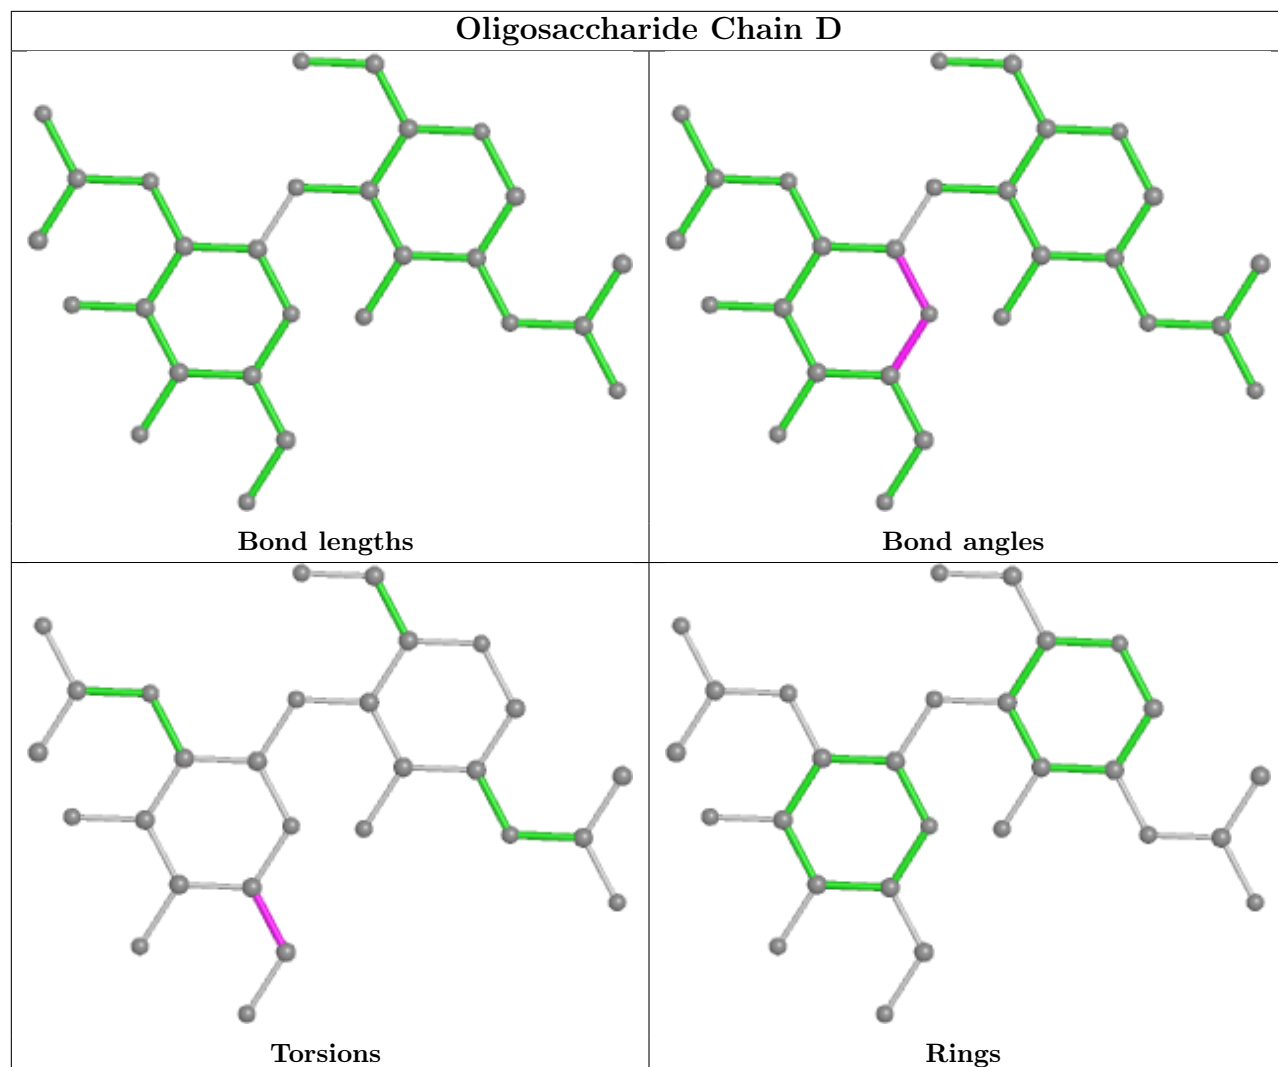 Oligosaccharide Chain D
Bond lengths
Bond angles
Torsions
Rings